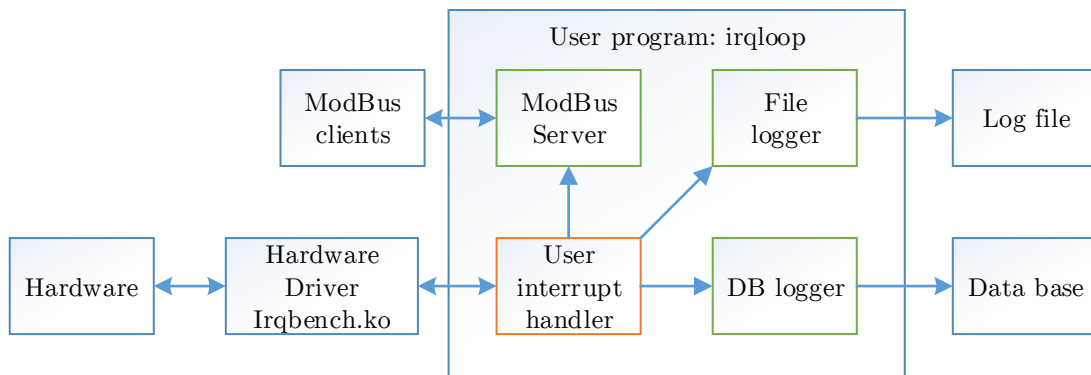 User program: irqloop
ModBus
clients
ModBus
Server
File
logger
Log file
Hardware
Hardware
Driver
Irqbench.ko
User
interrupt
handler
DB logger
Data base